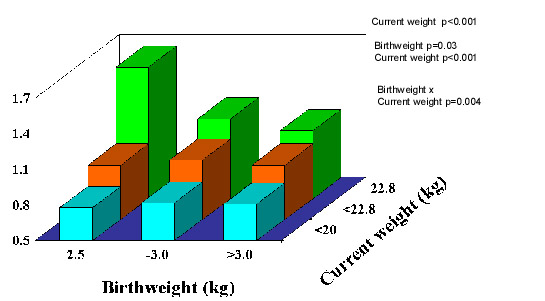 Current weight p<0.001
Birthweight p=0.03
Current weight p<0.001
Birthweight x
Current weight p=0.004
1.7
1.4
1.1
0.8
0.5
22.8
<22.8
<20
2.5
-3.0
>3.0
Current weight (kg)
Birthweight (kg)